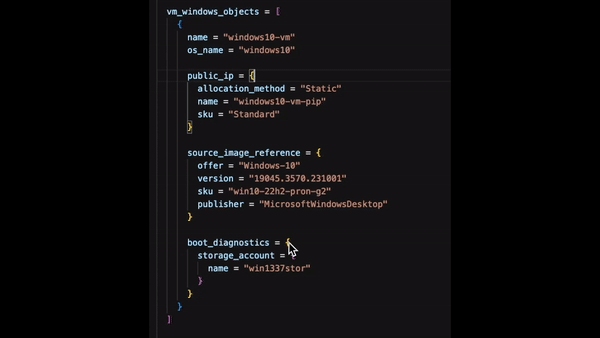 vm_windows_objects = [
{
name = "windows10-vm"
os_name = "windows10"
public_ip = {
allocation_method = "Static"
name = "windows10-vm-pip"
sku = "Standard"
}
source_image_reference = {
offer = "Windows-10"
version = "19045.3570.231001"
sku = "win10-22h2-pron-g2"
publisher = "MicrosoftWindowsDesktop"
}
boot_diagnostics = {
storage_account =
name = "win1337stor"
}
}
}
]